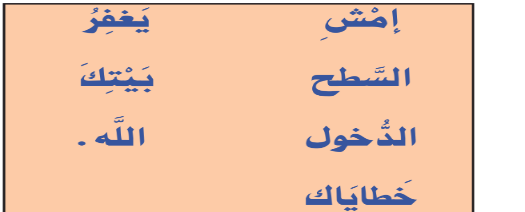 إمْشِ يَغفِرُ
السَّطح بَيْتِكَ
الدُّخول اللَّه .
خَطايَاك